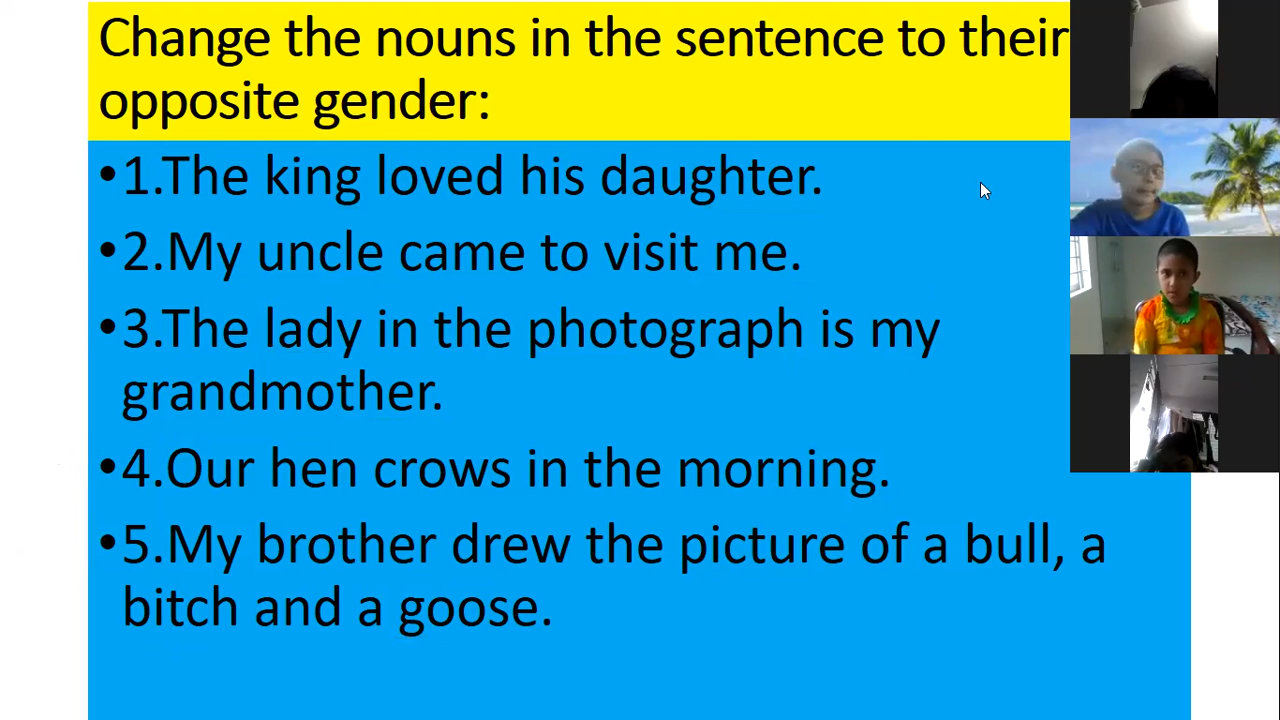 Change the nouns in the sentence to their
opposite gender:
•1.The king loved his daughter.
•2.My uncle came to visit me.
•3.The lady in the photograph is my
grandmother.
•4.Our hen crows in the morning.
•5.My brother drew the picture of a bull, a
bitch and a goose.